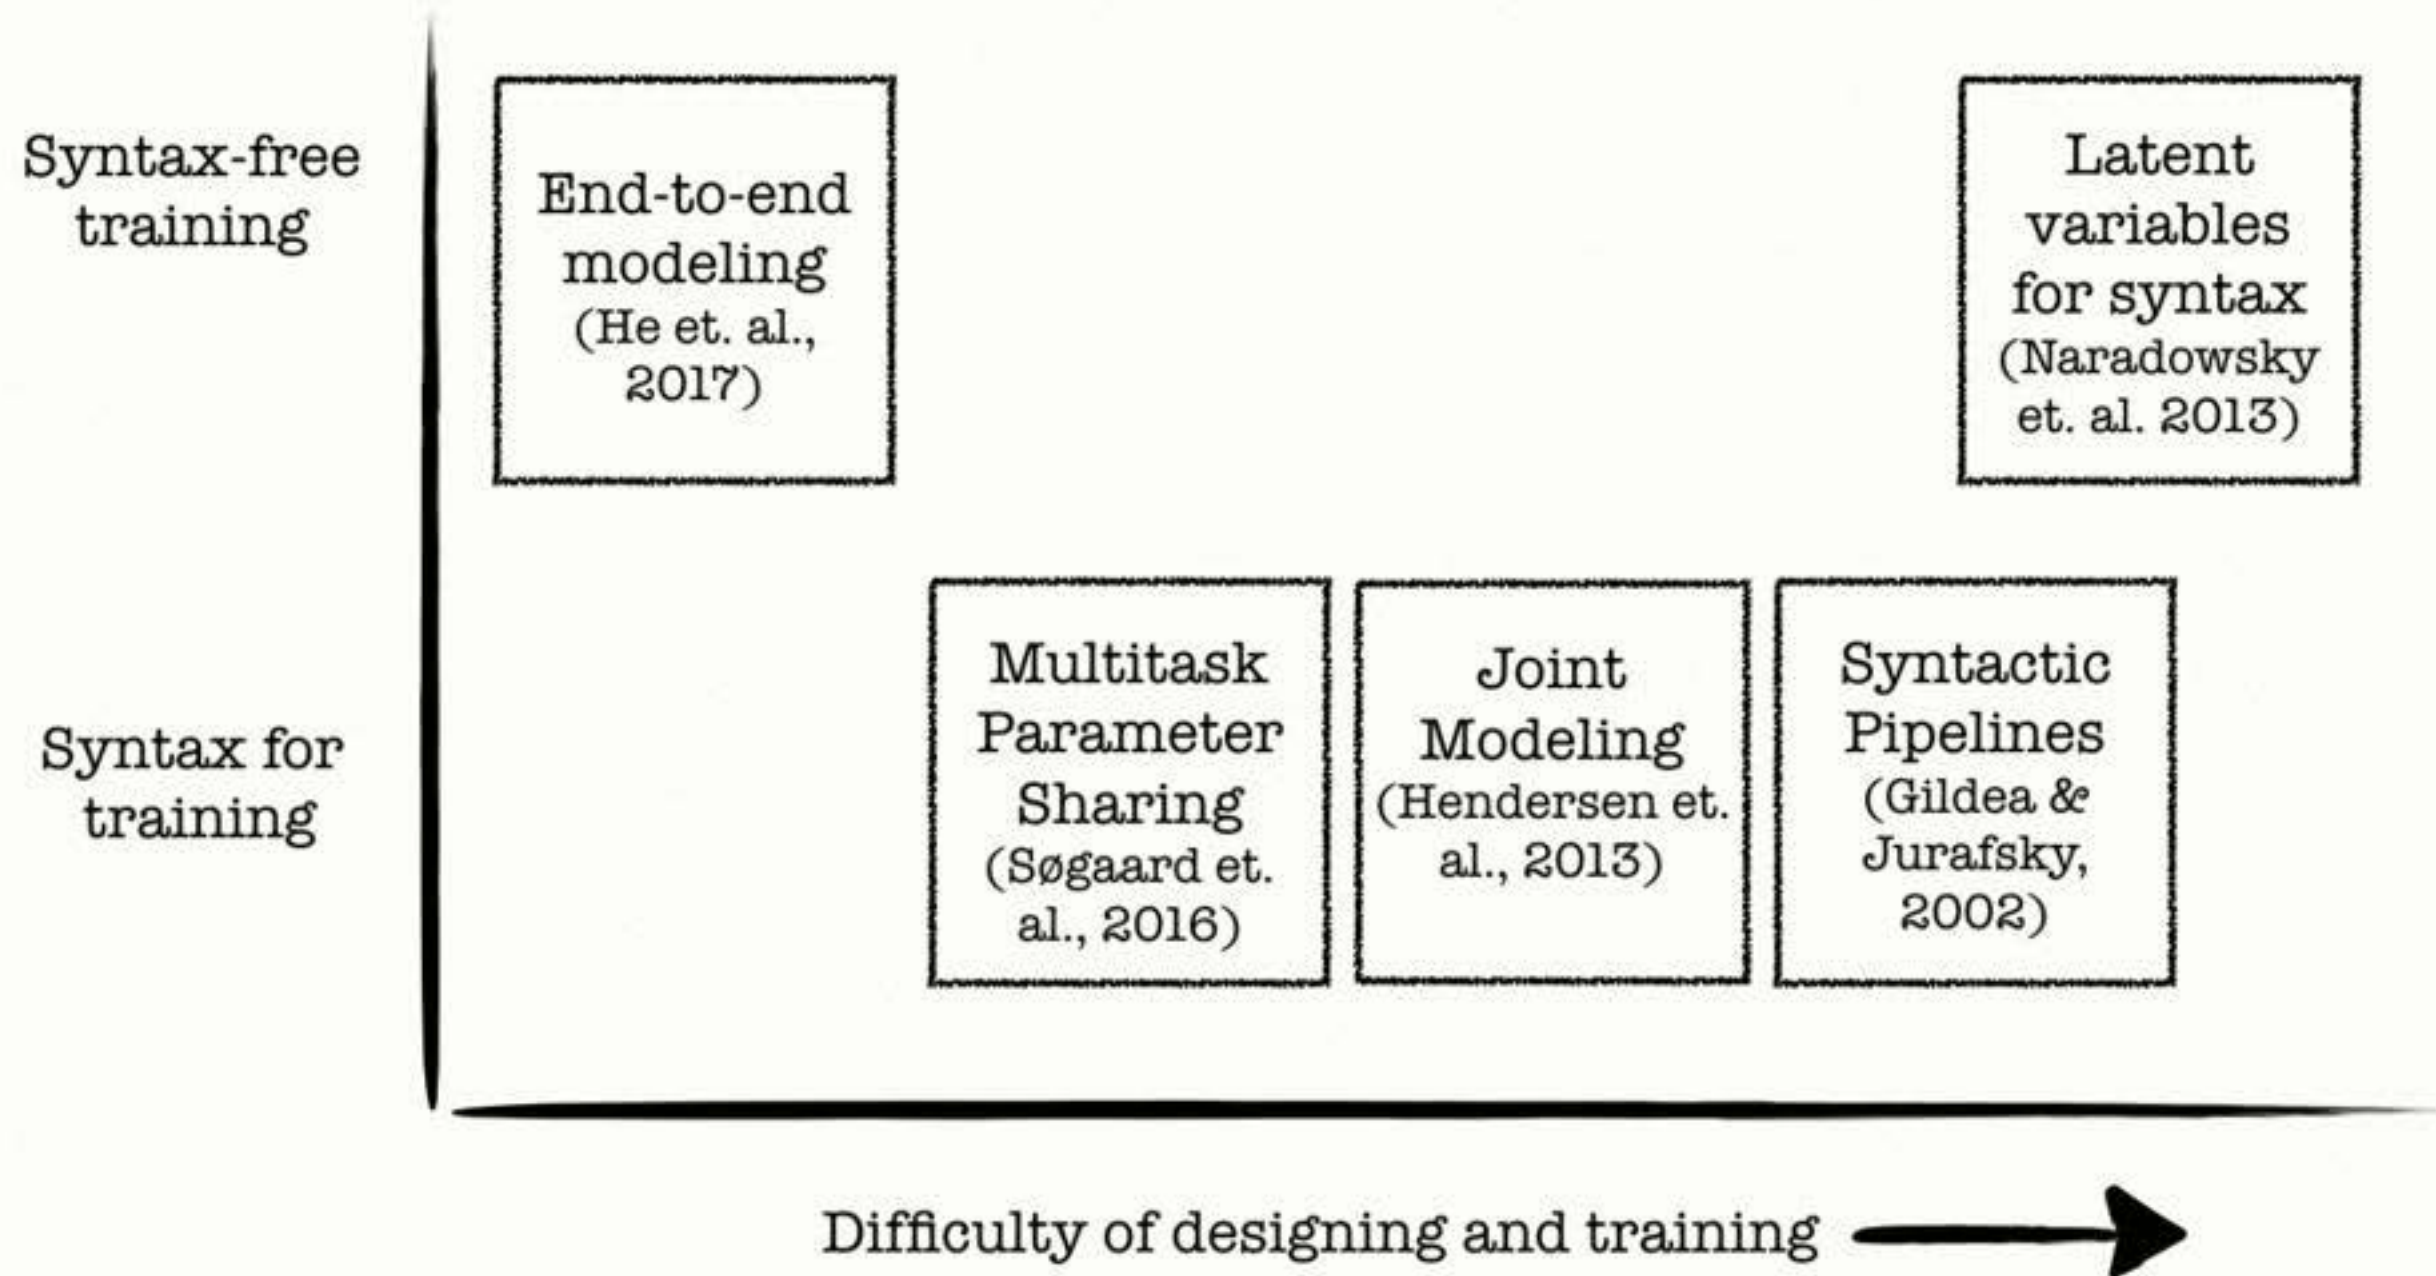 Syntax-free
training
End-to-end
modeling
(He et. al.,
2017)
Latent
variables
for syntax
(Naradowsky
et. al. 2013)
Syntax for
training
Multitask
Parameter
Sharing
(Søgaard et.
al., 2016)
Joint
Modeling
(Hendersen et.
al., 2013)
Syntactic
Pipelines
(Gildea &
Jurafsky,
2002)
Difficulty of designing and training